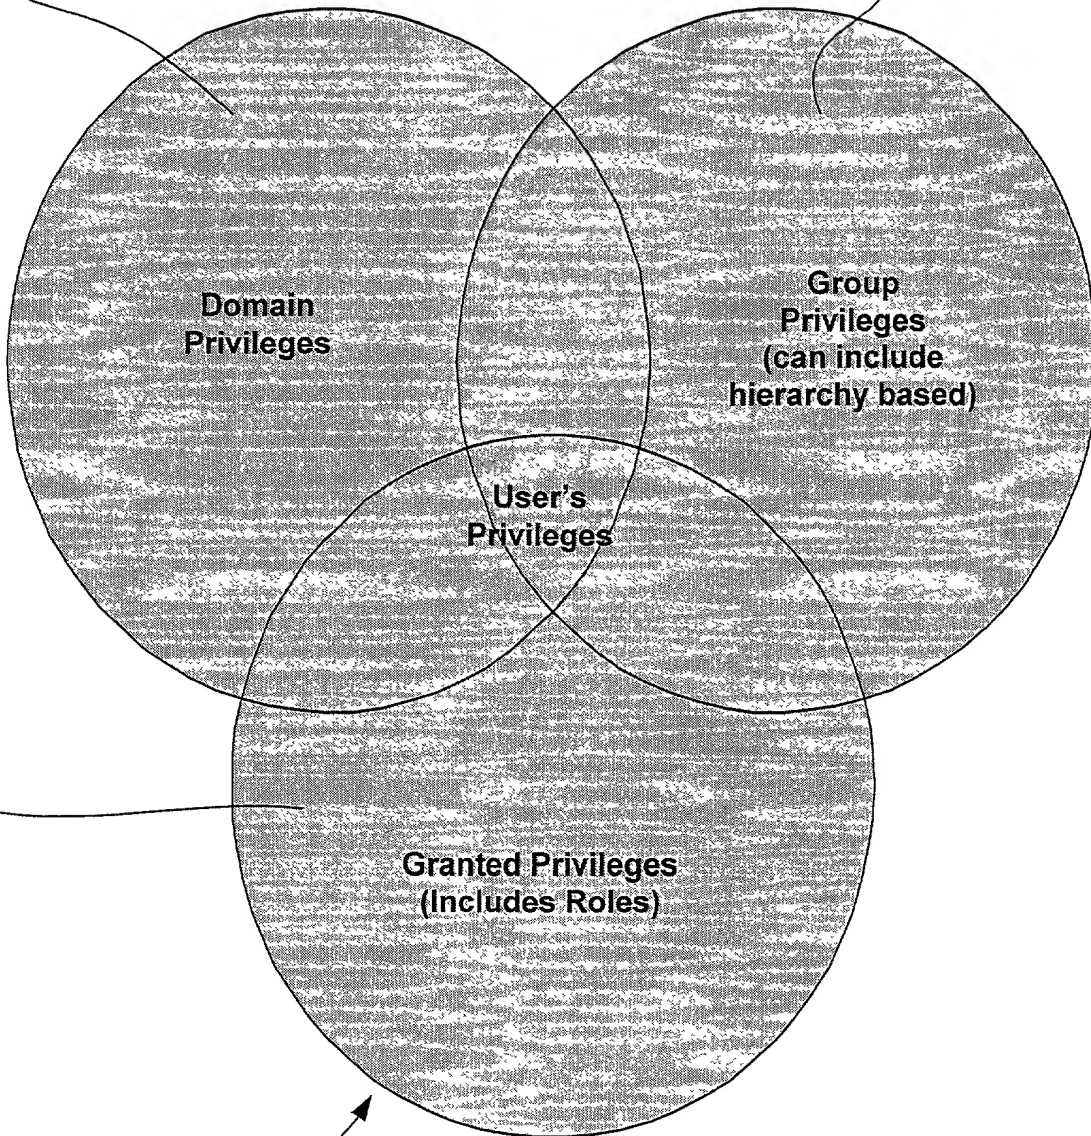 Domain
Privileges
Group
Privileges
(can include
hierarchy based)
User's
Privileges
Granted Privileges
(Includes Roles)